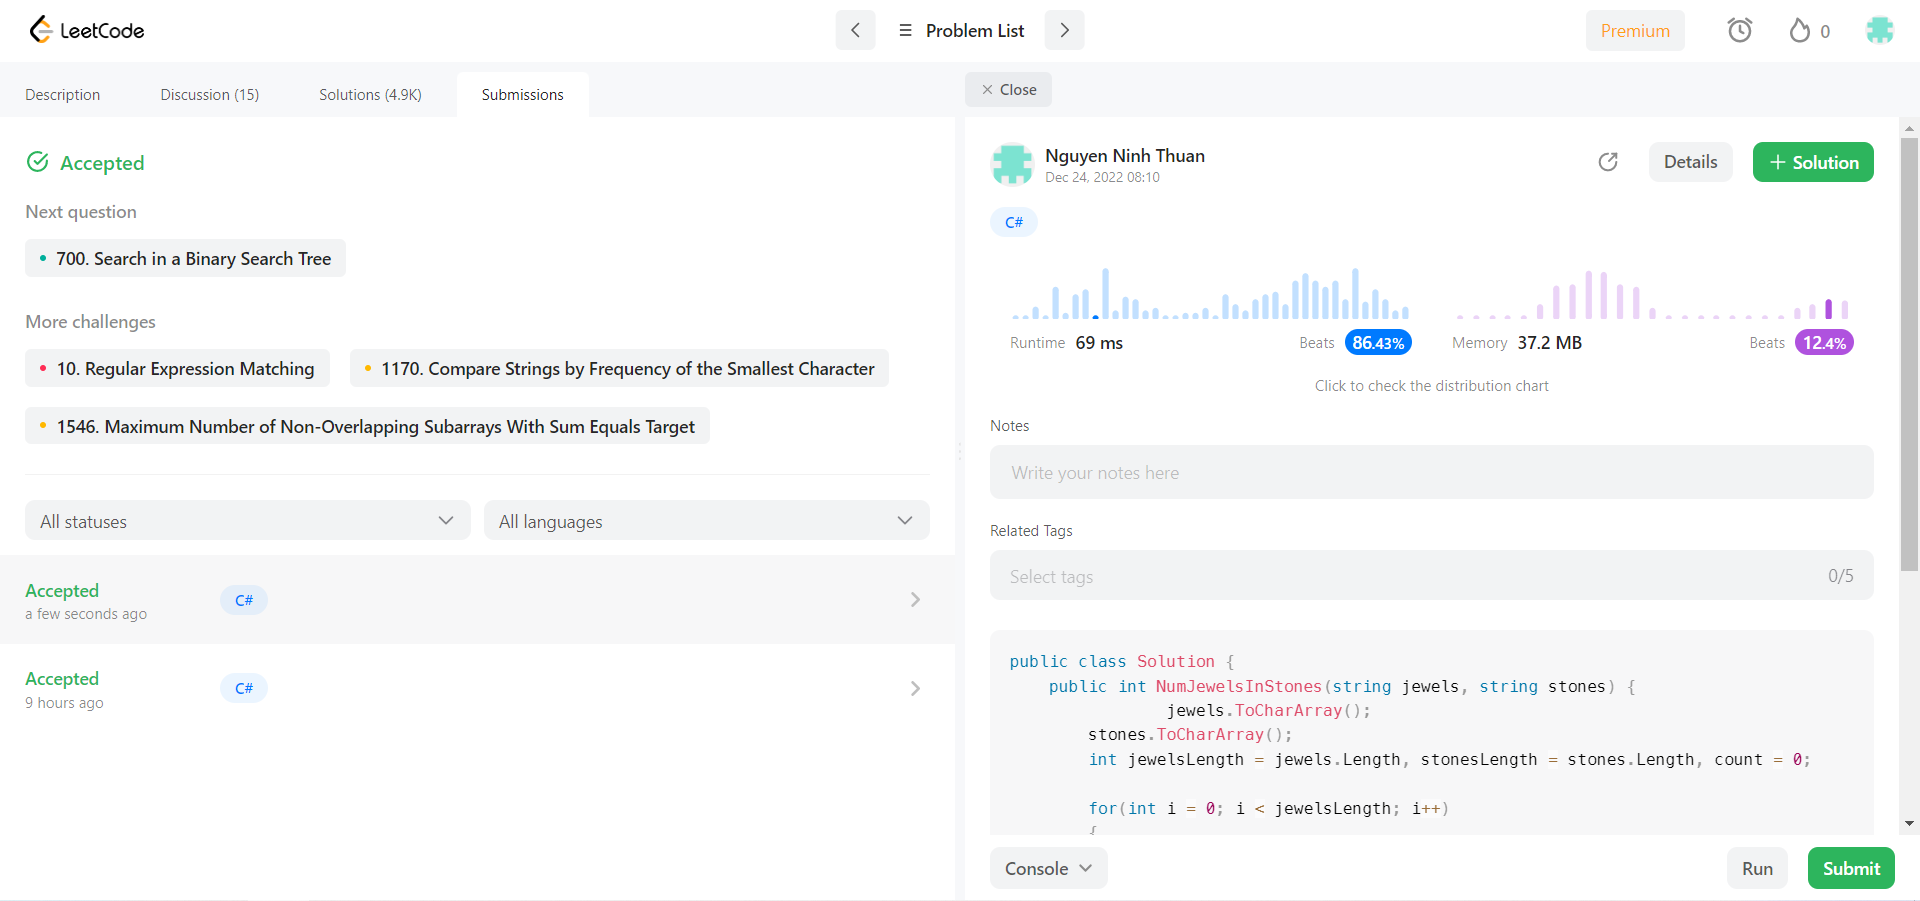 LeetCode
Problem List
Premium
0
Description
Discussion (15)
Solutions (4.9K)
Submissions
Close
Accepted
Next question
700. Search in a Binary Search Tree
More challenges
10. Regular Expression Matching
1170. Compare Strings by Frequency of the Smallest Character
1546. Maximum Number of Non-Overlapping Subarrays With Sum Equals Target
All statuses
All languages
Accepted
a few seconds ago
C#
Accepted
9 hours ago
C#
Nguyen Ninh Thuan
Dec 24, 2022 08:10
Details
+ Solution
C#
Runtime 69 ms
Beats 86.43%
Memory 37.2 MB
Beats 12.4%
Click to check the distribution chart
Notes
Write your notes here
Related Tags
Select tags
0/5
public class Solution {
public int NumJewelsInStones(string jewels, string stones) {
jewels.ToCharArray();
stones.ToCharArray();
int jewelsLength = jewels.Length, stonesLength = stones.Length, count = 0;
for(int i = 0; i < jewelsLength; i++)
{
Console
Run
Submit